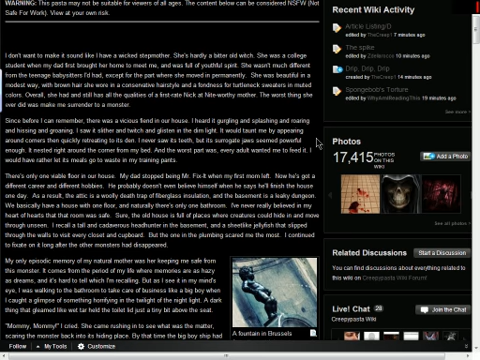 WARNING: This pasta may not be suitable for viewers of all ages. The content below can be considered NSFW (Not
Safe For Work). View at your own risk.
I don't want to make it sound like I have a wicked stepmother. She's hardly a bitter old witch. She was a college
student when my dad first brought her home to meet me, and was full of youthful spirit. She wasn't much different
from the teenage babysitters I'd had, except for the part where she moved in permanently. She was beautiful in a
modest way, with brown hair she wore in a conservative hairstyle and a fondness for turtleneck sweaters in muted
colors. Overall, she had and still has all the qualities of a first-rate Nick at Nite-worthy mother. The worst thing she
ever did was make me surrender to a monster.
Since before I can remember, there was a vicious fiend in our house. I heard it gurgling and splashing and roaring
and hissing and groaning. I saw it slither and twitch and glisten in the dim light. It would taunt me by appearing
around corners then quickly retreating to its den. I never saw its teeth, but its surrogate jaws seemed powerful
enough. It nested right around the corner from my bed. And the worst part was, every adult wanted me to feed it. I
would have rather let its meals go to waste in my training pants.
There's only one viable floor in our house. My dad stopped being Mr. Fix-it when my first mom left. Now he's got a
different career and different hobbies. He probably doesn't even believe himself when he says he'll finish the house
one day. As a result, the attic is a woolly death trap of fiberglass insulation, and the basement is a leaky dungeon.
We basically have a house with one floor, and naturally there's only one bathroom. I've never really believed in my
heart of hearts that that room was safe. Sure, the old house is full of places where creatures could hide in and move
through unseen. I recall a tall and cadaverous headhunter in the basement, and a sheetlike jellyfish that slipped
through the walls to visit every closet and cupboard. But the one in the plumbing scared me the most. I continued
to fixate on it long after the other monsters had disappeared.
My only episodic memory of my natural mother was her keeping me safe from
this monster. It comes from the period of my life where memories are as hazy
as dreams, and it's hard to tell which I'm recalling. But as I see it in my mind's
eye, I was walking to the bathroom to take care of business like a big boy when
I caught a glimpse of something horrifying in the twilight of the night light. A dark
thing that gleamed like wet tar held the toilet lid just a tiny bit above the seat.
"Mommy, Mommy!" I cried. She came rushing in to see what was the matter,
scaring the monster back into its hiding place. By that time the big boy ship had
A fountain in Brussels
Recent Wiki Activity
Article Listing/D
edited by TheCreep1 7 minutes ago
The spike
10 minutes ago
Drip, Drip, Drip
created by TheCreep1 14 minutes ago
Spongebob's Torture
edited by WhyAmIReadingThis 19 minutes ago
See more
Photos
17,415 PHOTOS ON THIS WIKI
Add a Photo
See all photos
Related Discussions
Start a Discussion
You can find discussions about everything related to
this wiki on Creepypasta Wiki Forum!
Live! Chat
Join the Chat
Creepypasta Wiki
Follow
My Tools
Customize